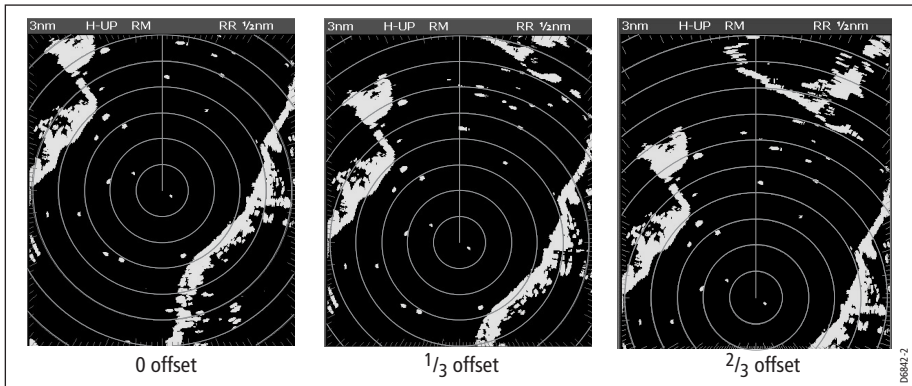 3nm H-UP RM RR ½nm
3nm H-UP RM RR ½nm
3nm H-UP RM RR ½nm
0 offset
1/3 offset
2/3 offset
D6842-2